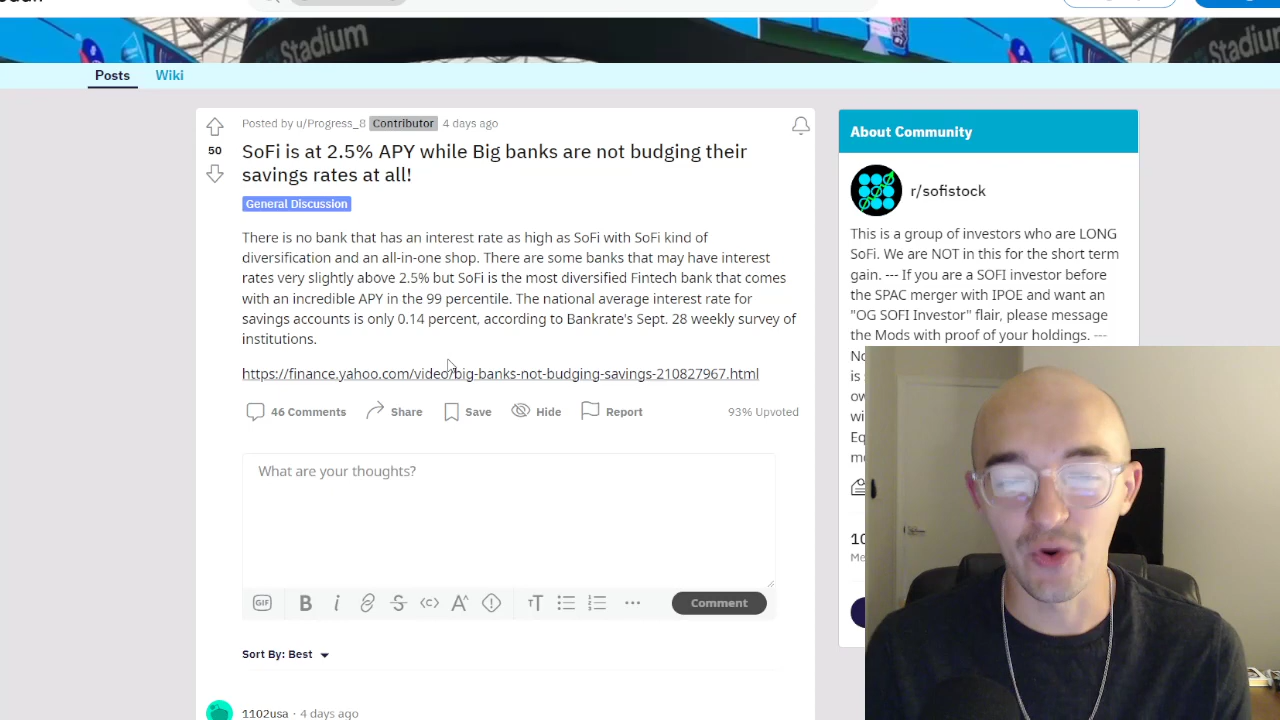 Stadium
Stadium
Posts
Wiki
Posted by u/Progress_8 Contributor 4 days ago
50
SoFi is at 2.5% APY while Big banks are not budging their
savings rates at all!
General Discussion
There is no bank that has an interest rate as high as SoFi with SoFi kind of
diversification and an all-in-one shop. There are some banks that may have interest
rates very slightly above 2.5% but SoFi is the most diversified Fintech bank that comes
with an incredible APY in the 99 percentile. The national average interest rate for
savings accounts is only 0.14 percent, according to Bankrate's Sept. 28 weekly survey of
institutions.
https://finance.yahoo.com/video/big-banks-not-budging-savings-210827967.html
46 Comments
Share
Save
Hide
Report
93% Upvoted
What are your thoughts?
GIF
Comment
Sort By: Best
1102usa · 4 days ago
About Community
r/sofistock
This is a group of investors who are LONG
SoFi. We are NOT in this for the short term
gain. --- If you are a SOFI investor before
the SPAC merger with IPOE and want an
"OG SOFI Investor" flair, please message
the Mods with proof of your holdings. ---